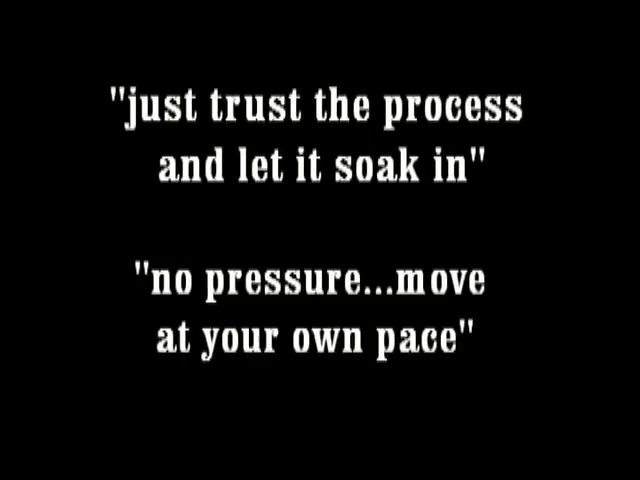 "just trust the process
and let it soak in"
"no pressure...move
at your own pace"